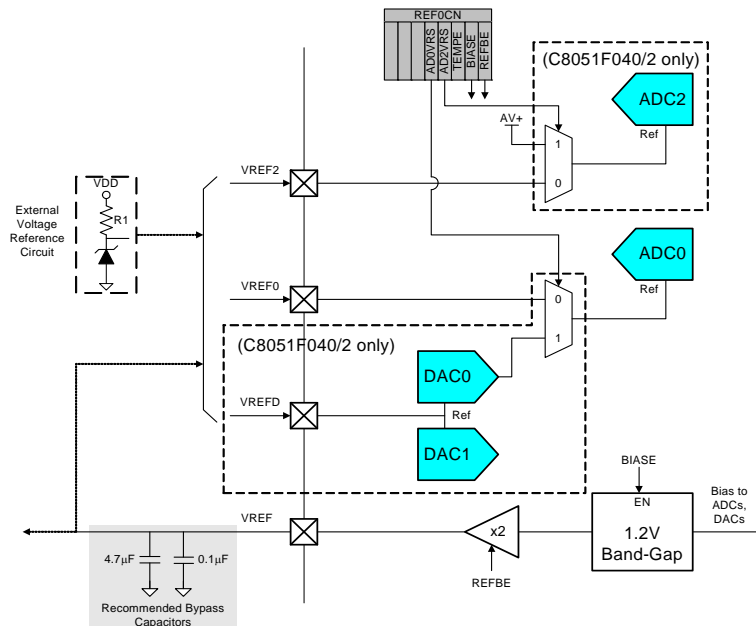 REF0CN
AD0VRS
AD2VRS
TEMPE
BIASE
REFBE
(C8051F040/2 only)
ADC2
AV+
Ref
1
0
VREF2
VDD
R1
External
Voltage
Reference
Circuit
ADC0
Ref
VREF0
0
1
(C8051F040/2 only)
DAC0
VREFD
Ref
DAC1
BIASE
EN
Bias to
ADCs,
DACs
VREF
x2
1.2V
Band-Gap
4.7µF
0.1µF
REFBE
Recommended Bypass
Capacitors